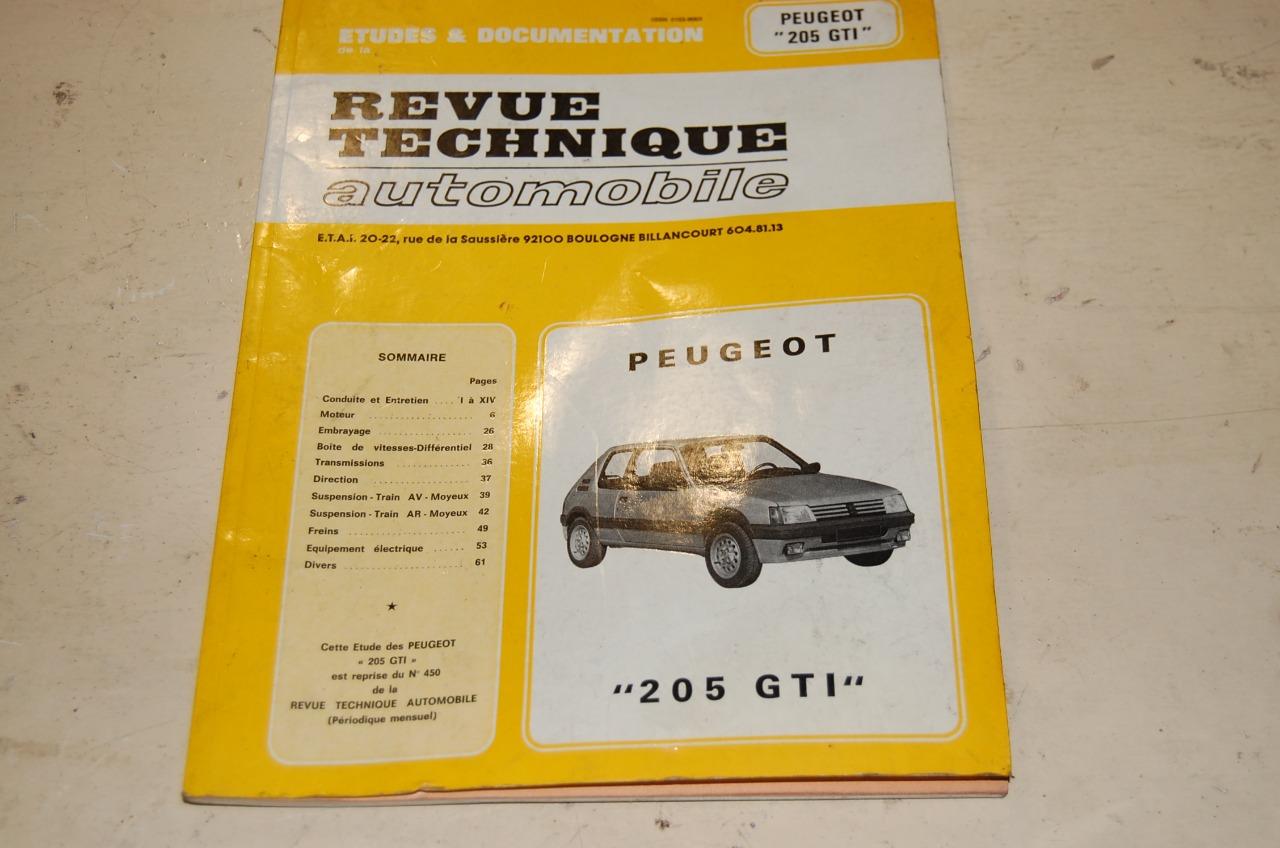 ETUDES & DOCUMENTATION
de la
PEUGEOT
"205 GTI"
REVUE
TECHNIQUE
automobile
E.T.A.I. 20-22, rue de la Saussière 92100 BOULOGNE BILLANCOURT 604.81.13
SOMMAIRE
Pages
Conduite et Entretien .... I à XIV
Moteur .................... 6
Embrayage .................. 26
Boîte de vitesses-Différentiel 28
Transmissions .............. 36
Direction .................... 37
Suspension - Train AV - Moyeux 39
Suspension - Train AR - Moyeux 42
Freins ...................... 49
Equipement électrique ...... 53
Divers ...................... 61
★
Cette Etude des PEUGEOT
« 205 GTI »
est reprise du N° 450
de la
REVUE TECHNIQUE AUTOMOBILE
(Périodique mensuel)
PEUGEOT
"205 GTI"